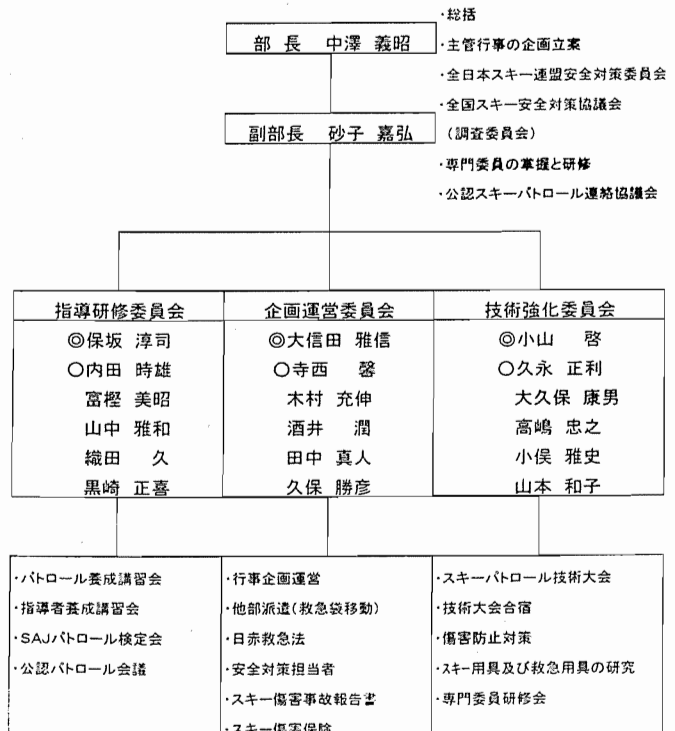 部 長　中澤 義昭
・総括
・主管行事の企画立案
・全日本スキー連盟安全対策委員会
・全国スキー安全対策協議会
（調査委員会）
・専門委員の掌握と研修
・公認スキーパトロール連絡協議会
副部長　砂子 嘉弘
指導研修委員会
◎保坂 淳司
○内田 時雄
富樫 美昭
山中 雅和
織田　久
黒崎 正喜
企画運営委員会
◎大信田 雅信
○寺西　馨
木村 充伸
酒井　潤
田中 真人
久保 勝彦
技術強化委員会
◎小山　啓
○久永 正利
大久保 康男
高嶋 忠之
小俣 雅史
山本 和子
・パトロール養成講習会
・指導者養成講習会
・SAJパトロール検定会
・公認パトロール会議
・行事企画運営
・他部派遣（救急袋移動）
・日赤救急法
・安全対策担当者
・スキー傷害事故報告書
・スキー傷害保険
・スキーパトロール技術大会
・技術大会合宿
・傷害防止対策
・スキー用具及び救急用具の研究
・専門委員研修会